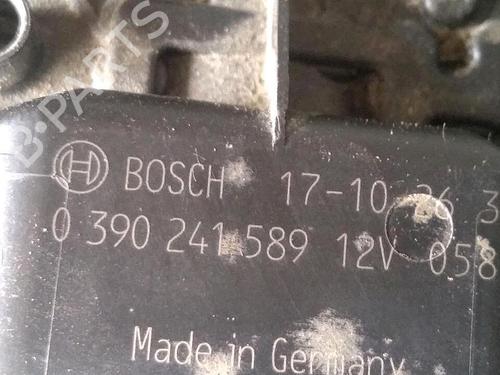 B-PARTS
BOSCH 17-10-26 3
0 390 241 589 12V 058
Made in Germany